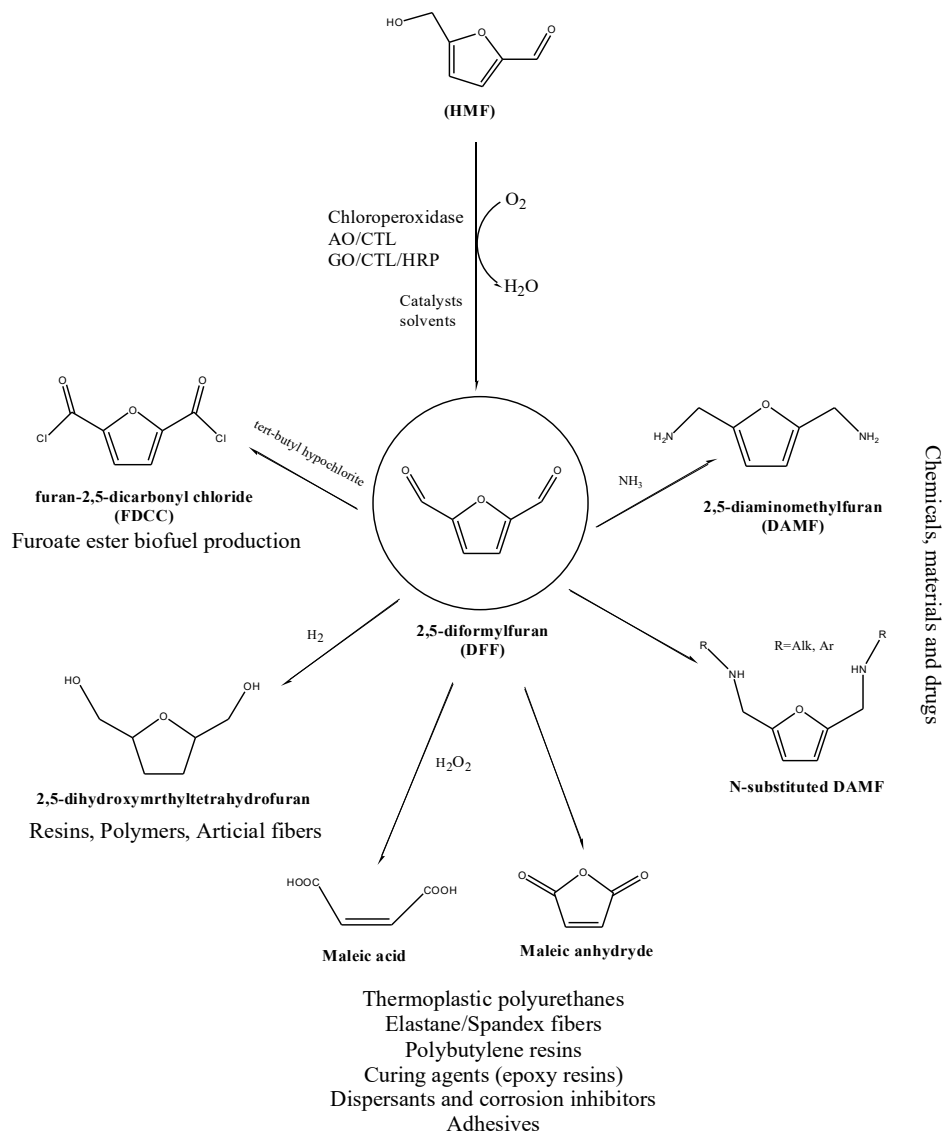 HO
O
O
(HMF)
Chloroperoxidase
AO/CTL
GO/CTL/HRP
O2
H2O
Catalysts
solvents
O
O
O
Cl
Cl
furan-2,5-dicarbonyl chloride
(FDCC)
Furoate ester biofuel production
tert-butyl hypochlorite
O
O
O
2,5-diformylfuran
(DFF)
NH3
O
H2N
NH2
2,5-diaminomethylfuran
(DAMF)
Chemicals, materials and drugs
R
R
R=Alk, Ar
NH
HN
O
N-substituted DAMF
H2
HO
OH
O
2,5-dihydroxymrthyltetrahydrofuran
Resins, Polymers, Articial fibers
H2O2
HOOC
COOH
Maleic acid
O
O
O
Maleic anhydryde
Thermoplastic polyurethanes
Elastane/Spandex fibers
Polybutylene resins
Curing agents (epoxy resins)
Dispersants and corrosion inhibitors
Adhesives